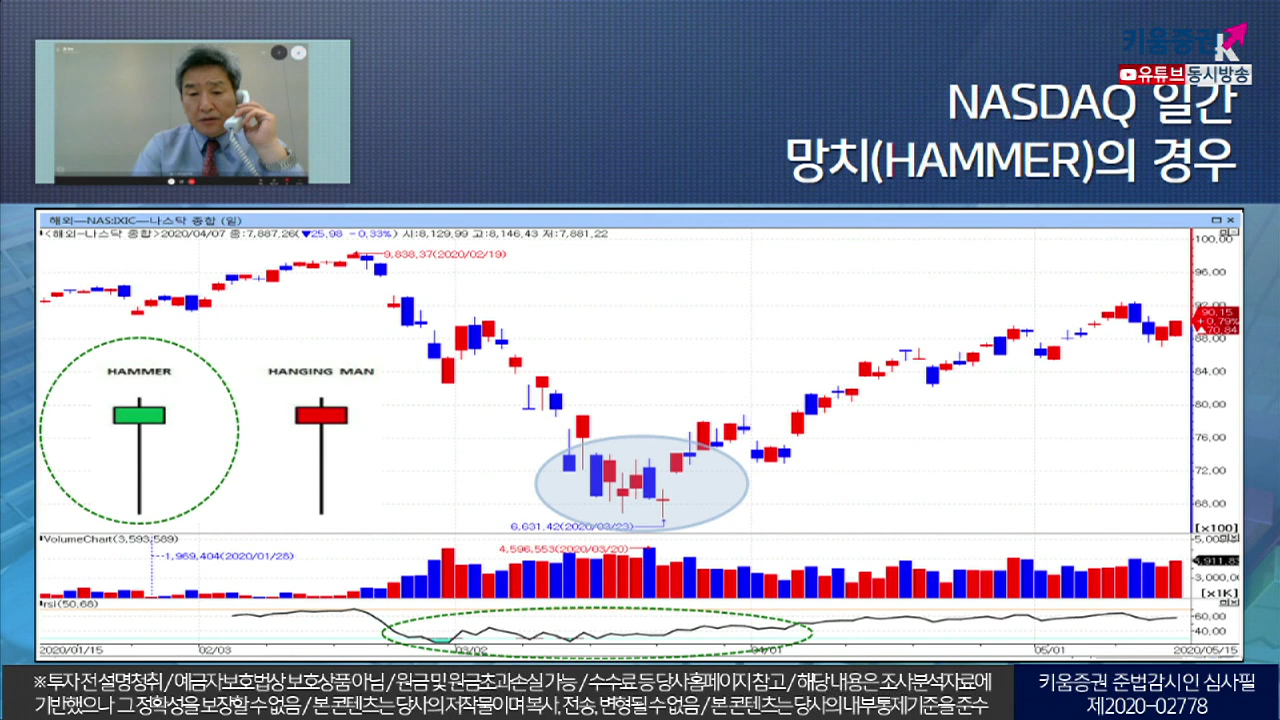 키움증권
유튜브동시방송
NASDAQ 일간
망치(HAMMER)의 경우
해외—NAS:IXIC—나스닥 종합 (일)
<해외-나스닥 종합>2020/04/07 종:7,887,26(▼25,98 -0,33%) 시:8,129,99 고:8,146,43 저:7,881,22
9,838,37(2020/02/19)
100,00
96,00
92,00
90,15
+0,79%
70,84
88,00
84,00
80,00
76,00
72,00
68,00
[×100]
HAMMER
HANGING MAN
6,631,42(2020/03/23)
VolumeChart(3,593,589)
1,969,404(2020/01/28)
4,596,553(2020/03/20)
3,000,0
[×1K]
rsi(50,68)
60,00
40,00
2020/01/15
02/03
03/02
04/01
05/01
2020/05/15
※ 투자 전 설명청취 / 예금자보호법상 보호상품 아님 / 원금 및 원금초과손실 가능 / 수수료 등 당사홈페이지 참고 / 해당 내용은 조사분석자료에
기반했으나 그 정확성을 보장할 수 없음 / 본 콘텐츠는 당사의 저작물이며 복사, 전송, 변형될 수 없음 / 본 콘텐츠는 당사의 내부통제기준을 준수
키움증권 준법감시인 심사필
제2020-02778